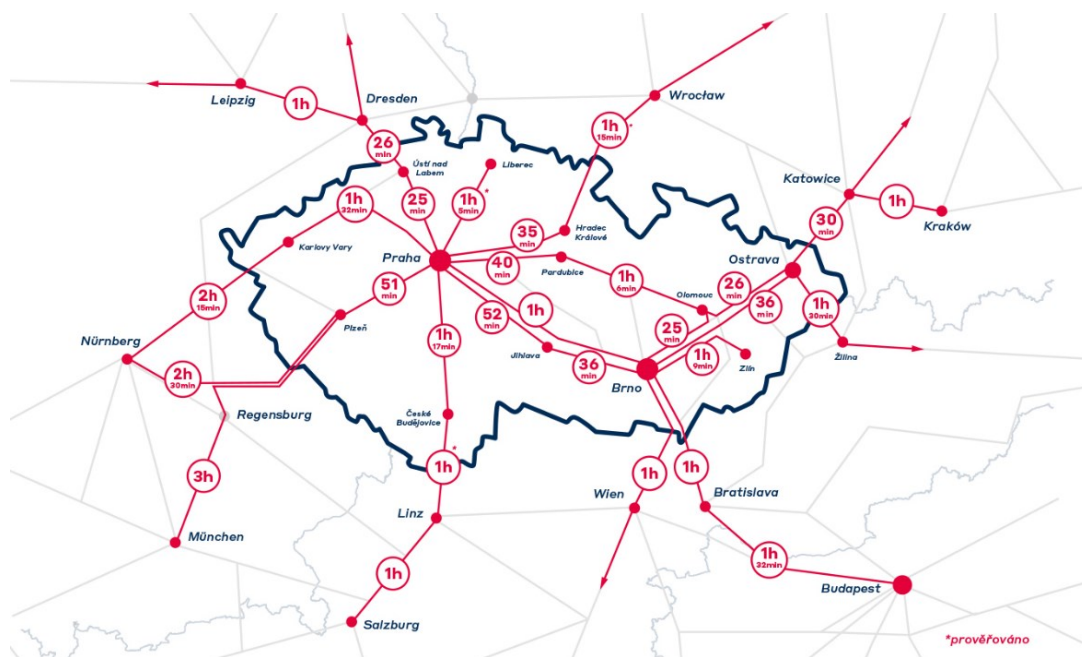 Leipzig
1h
Dresden
Wrocław
26
min
1h
15min
*
Ústí nad
Labem
Liberec
Katowice
25
min
1h
5min
*
30
min
1h
Kraków
1h
32min
Karlovy Vary
35
min
Hradec
Králové
Praha
40
min
Pardubice
1h
6min
Ostrava
26
min
36
min
1h
30min
Olomouc
51
min
2h
15min
Plzeň
52
min
1h
25
min
Žilina
Nürnberg
1h
17min
Jihlava
36
min
1h
9min
Zlín
2h
30min
Brno
Regensburg
České
Budějovice
3h
1h
*
1h
1h
Wien
Bratislava
Linz
München
1h
1h
32min
Budapest
Salzburg
*prověřováno